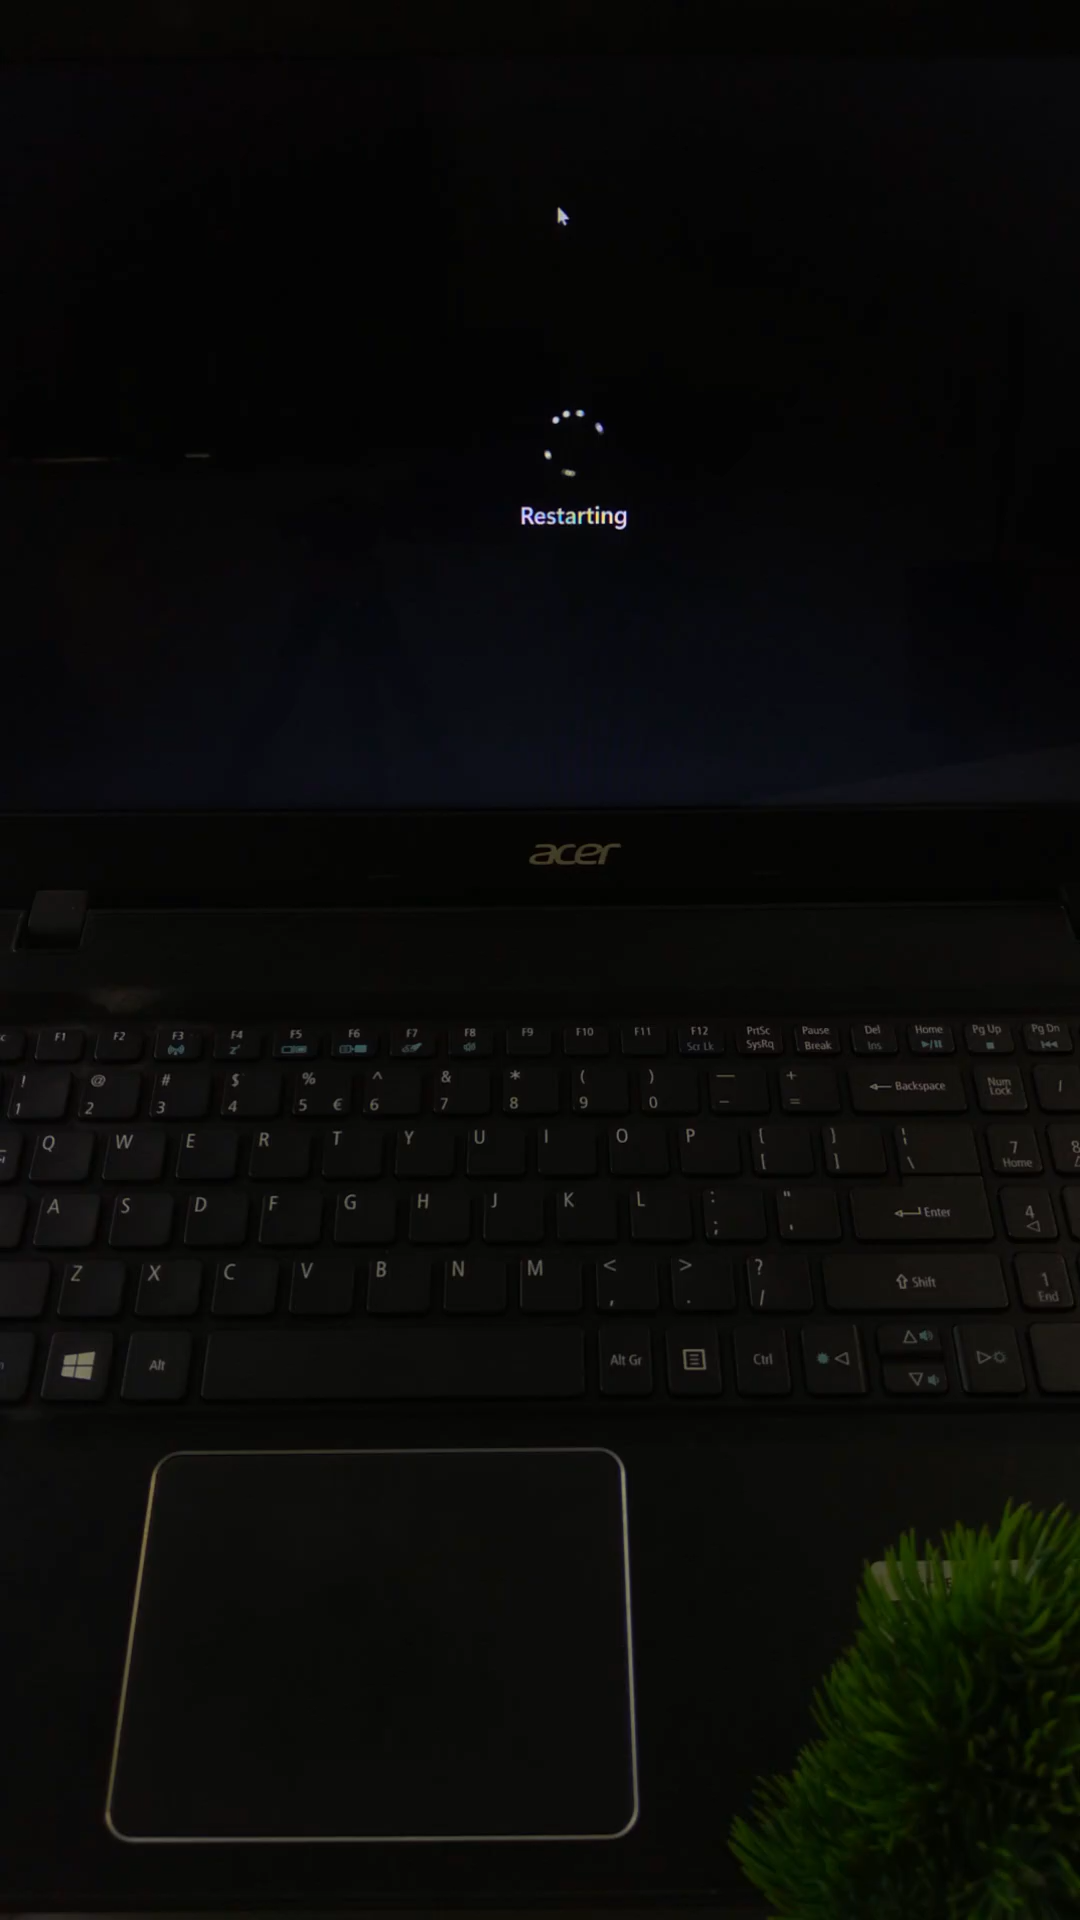 Restarting
acer
F1 F2 F3 F4 F5 F6 F7 F8 F9 F10 F11 F12 PrtSc Pause Del Home Pg Up Pg Dn
Scr Lk SysRq Break Ins
! @ # $ % ^ & * ( ) — + Backspace Num Lock /
1 2 3 4 5 € 6 7 8 9 0 - =
Q W E R T Y U I O P { } ¦ 7 8
[ ] \ Home
A S D F G H J K L : " Enter 4
; '
Z X C V B N M < > ? Shift 1
, . / End
Alt Alt Gr Ctrl